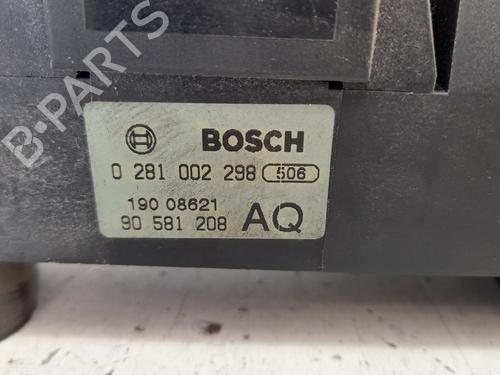 BOSCH
0 281 002 298 506
190 08621
90 581 208 AQ
B-PARTS